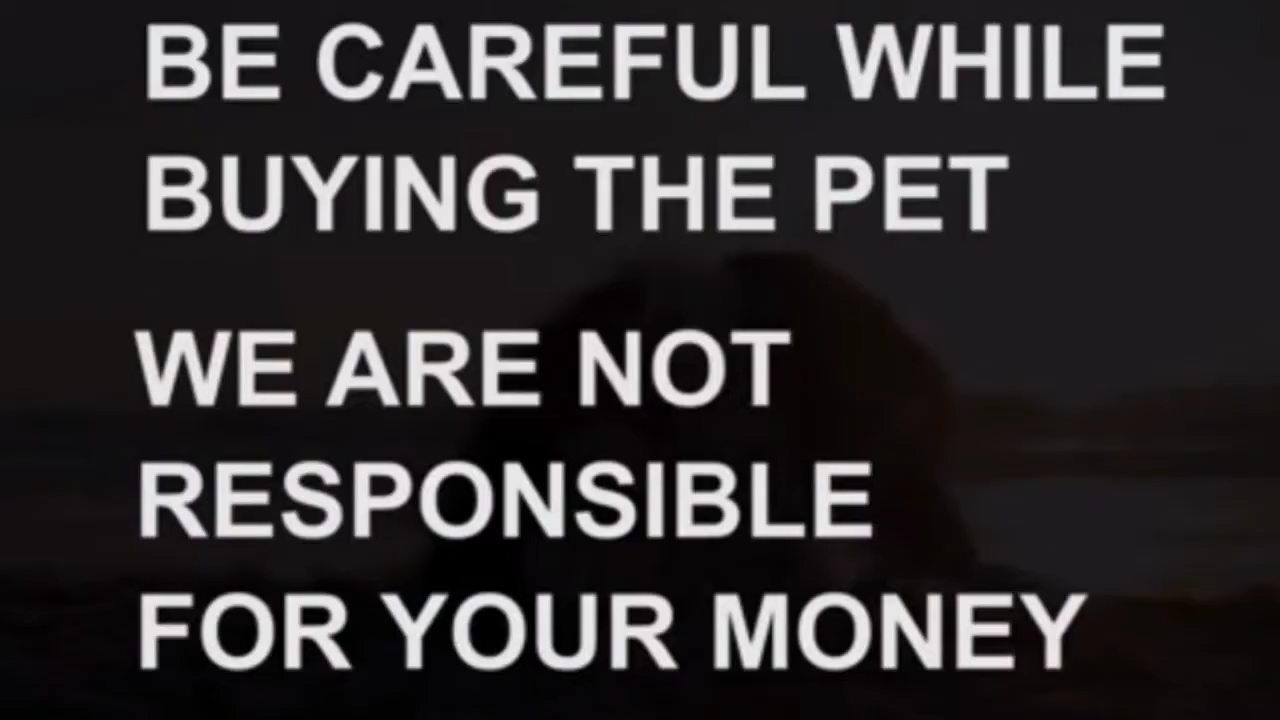 BE CAREFUL WHILE
BUYING THE PET
WE ARE NOT
RESPONSIBLE
FOR YOUR MONEY